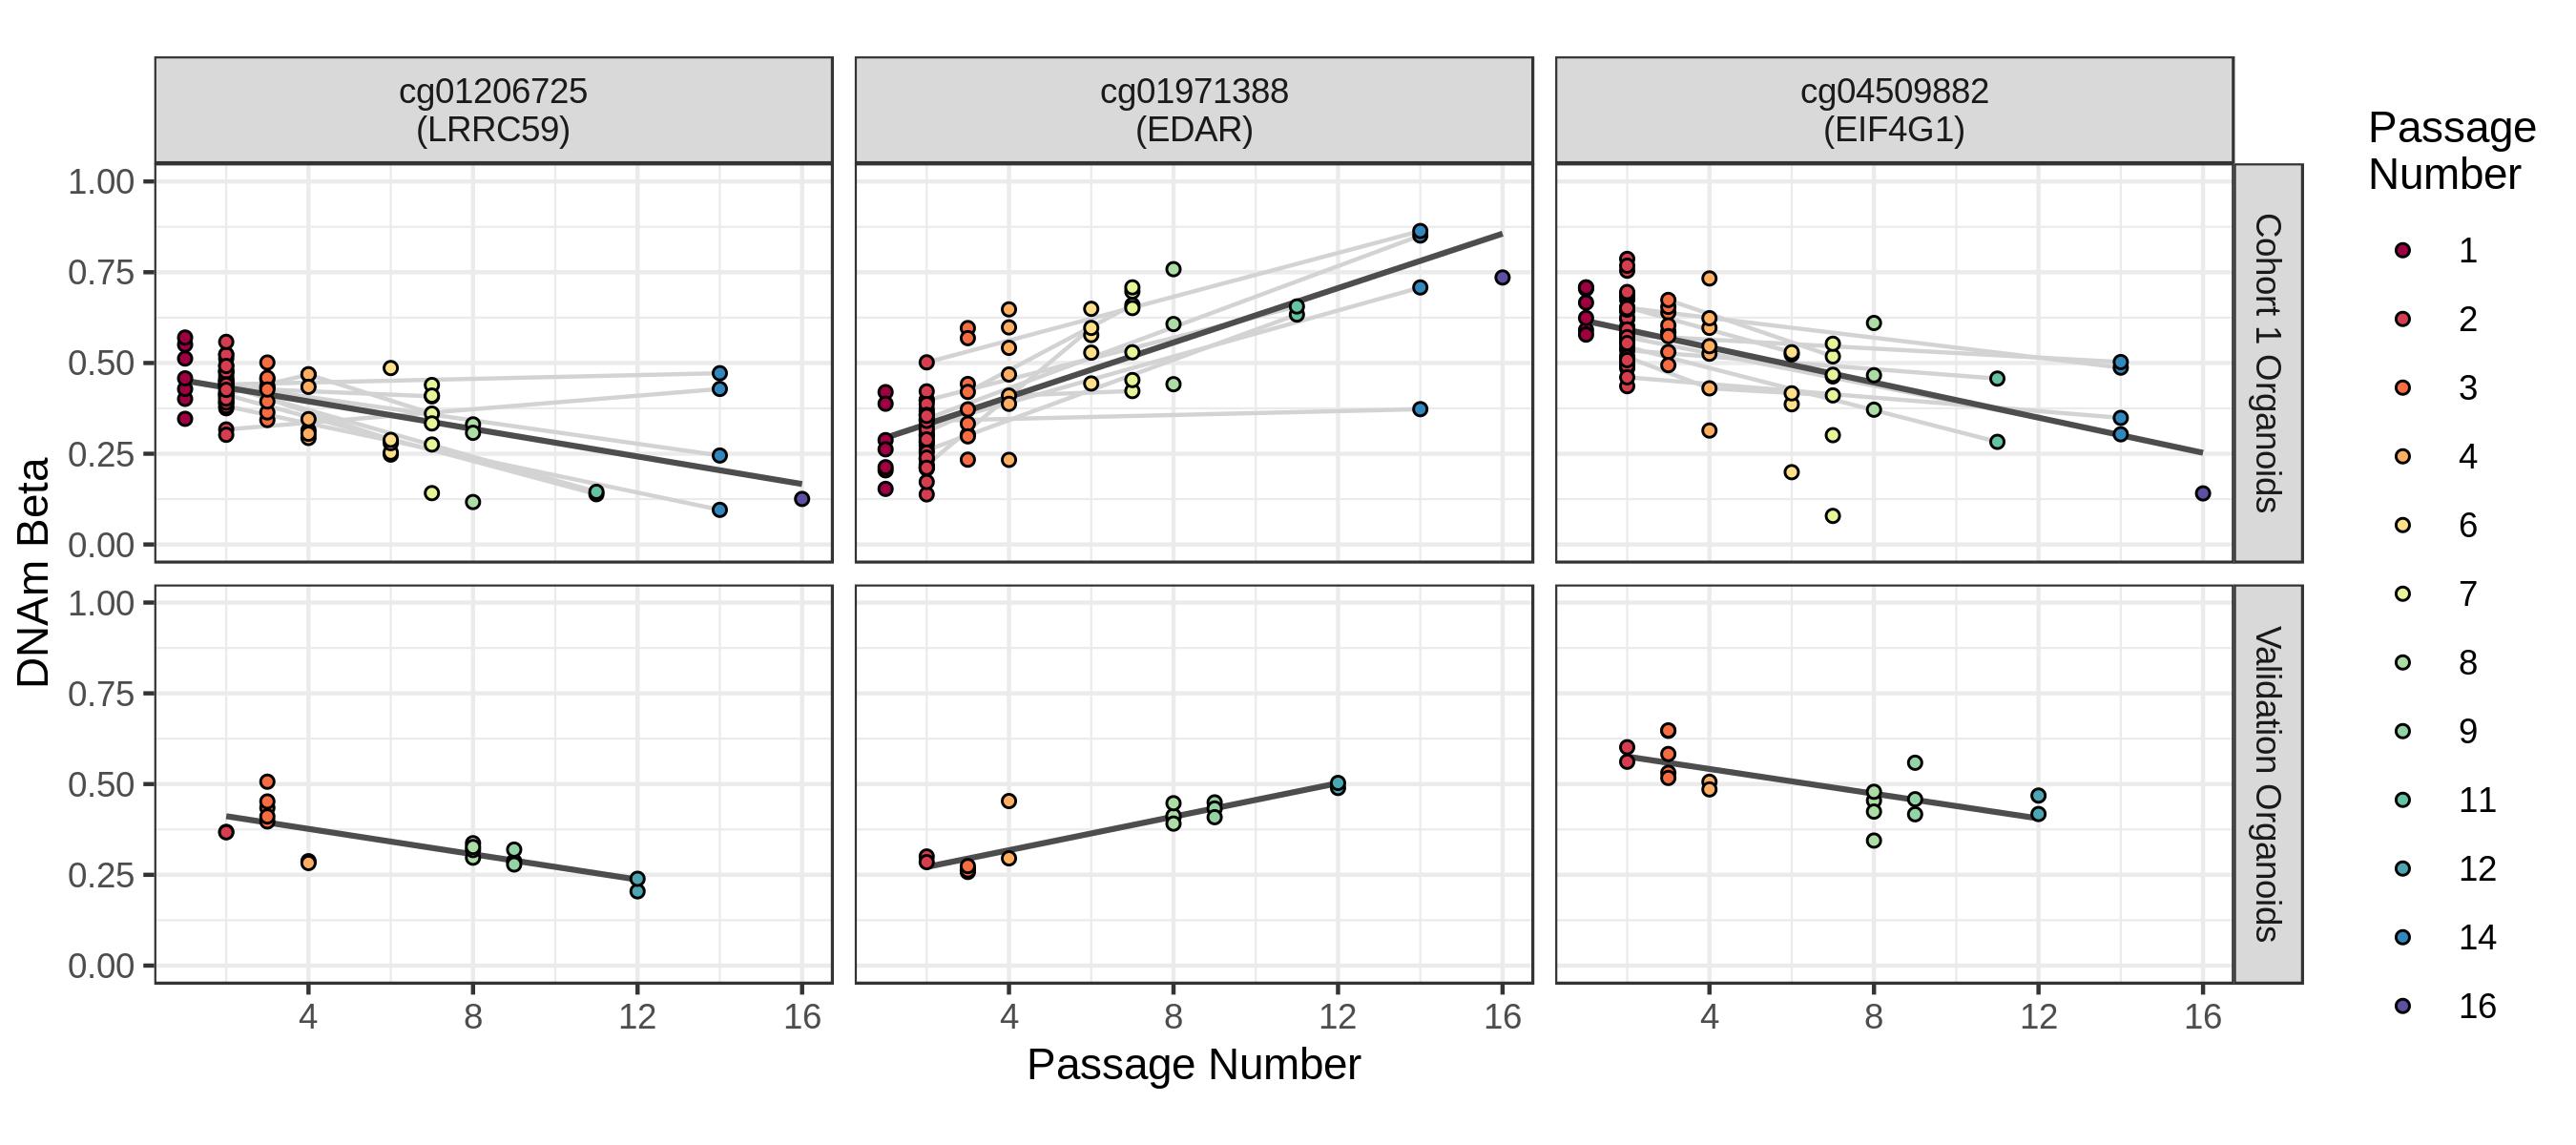 cg01206725
(LRRC59)
cg01971388
(EDAR)
cg04509882
(EIF4G1)
Passage
Number
1
2
3
4
6
7
8
9
11
12
14
16
Cohort 1 Organoids
Validation Organoids
DNAm Beta
1.00
0.75
0.50
0.25
0.00
1.00
0.75
0.50
0.25
0.00
4 8 12 16
4 8 12 16
4 8 12 16
Passage Number